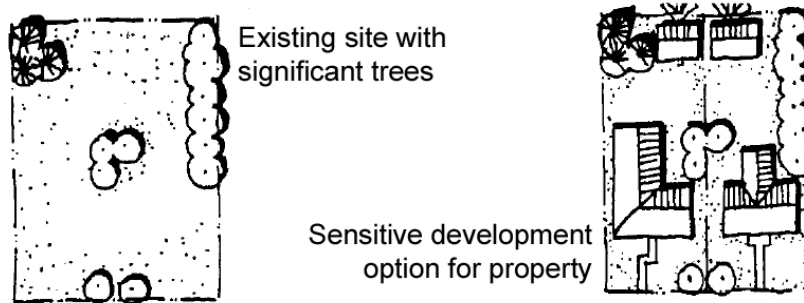 Existing site with
significant trees
Sensitive development
option for property